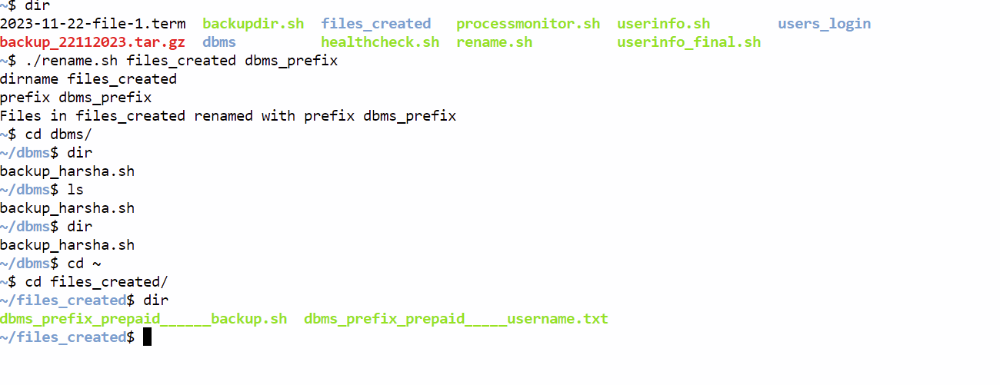 ~$ dir
2023-11-22-file-1.term  backupdir.sh  files_created   processmonitor.sh  userinfo.sh        users_login
backup_22112023.tar.gz  dbms          healthcheck.sh  rename.sh          userinfo_final.sh
~$ ./rename.sh files_created dbms_prefix
dirname files_created
prefix dbms_prefix
Files in files_created renamed with prefix dbms_prefix
~$ cd dbms/
~/dbms$ dir
backup_harsha.sh
~/dbms$ ls
backup_harsha.sh
~/dbms$ dir
backup_harsha.sh
~/dbms$ cd ~
~$ cd files_created/
~/files_created$ dir
dbms_prefix_prepaid______backup.sh  dbms_prefix_prepaid_____username.txt
~/files_created$